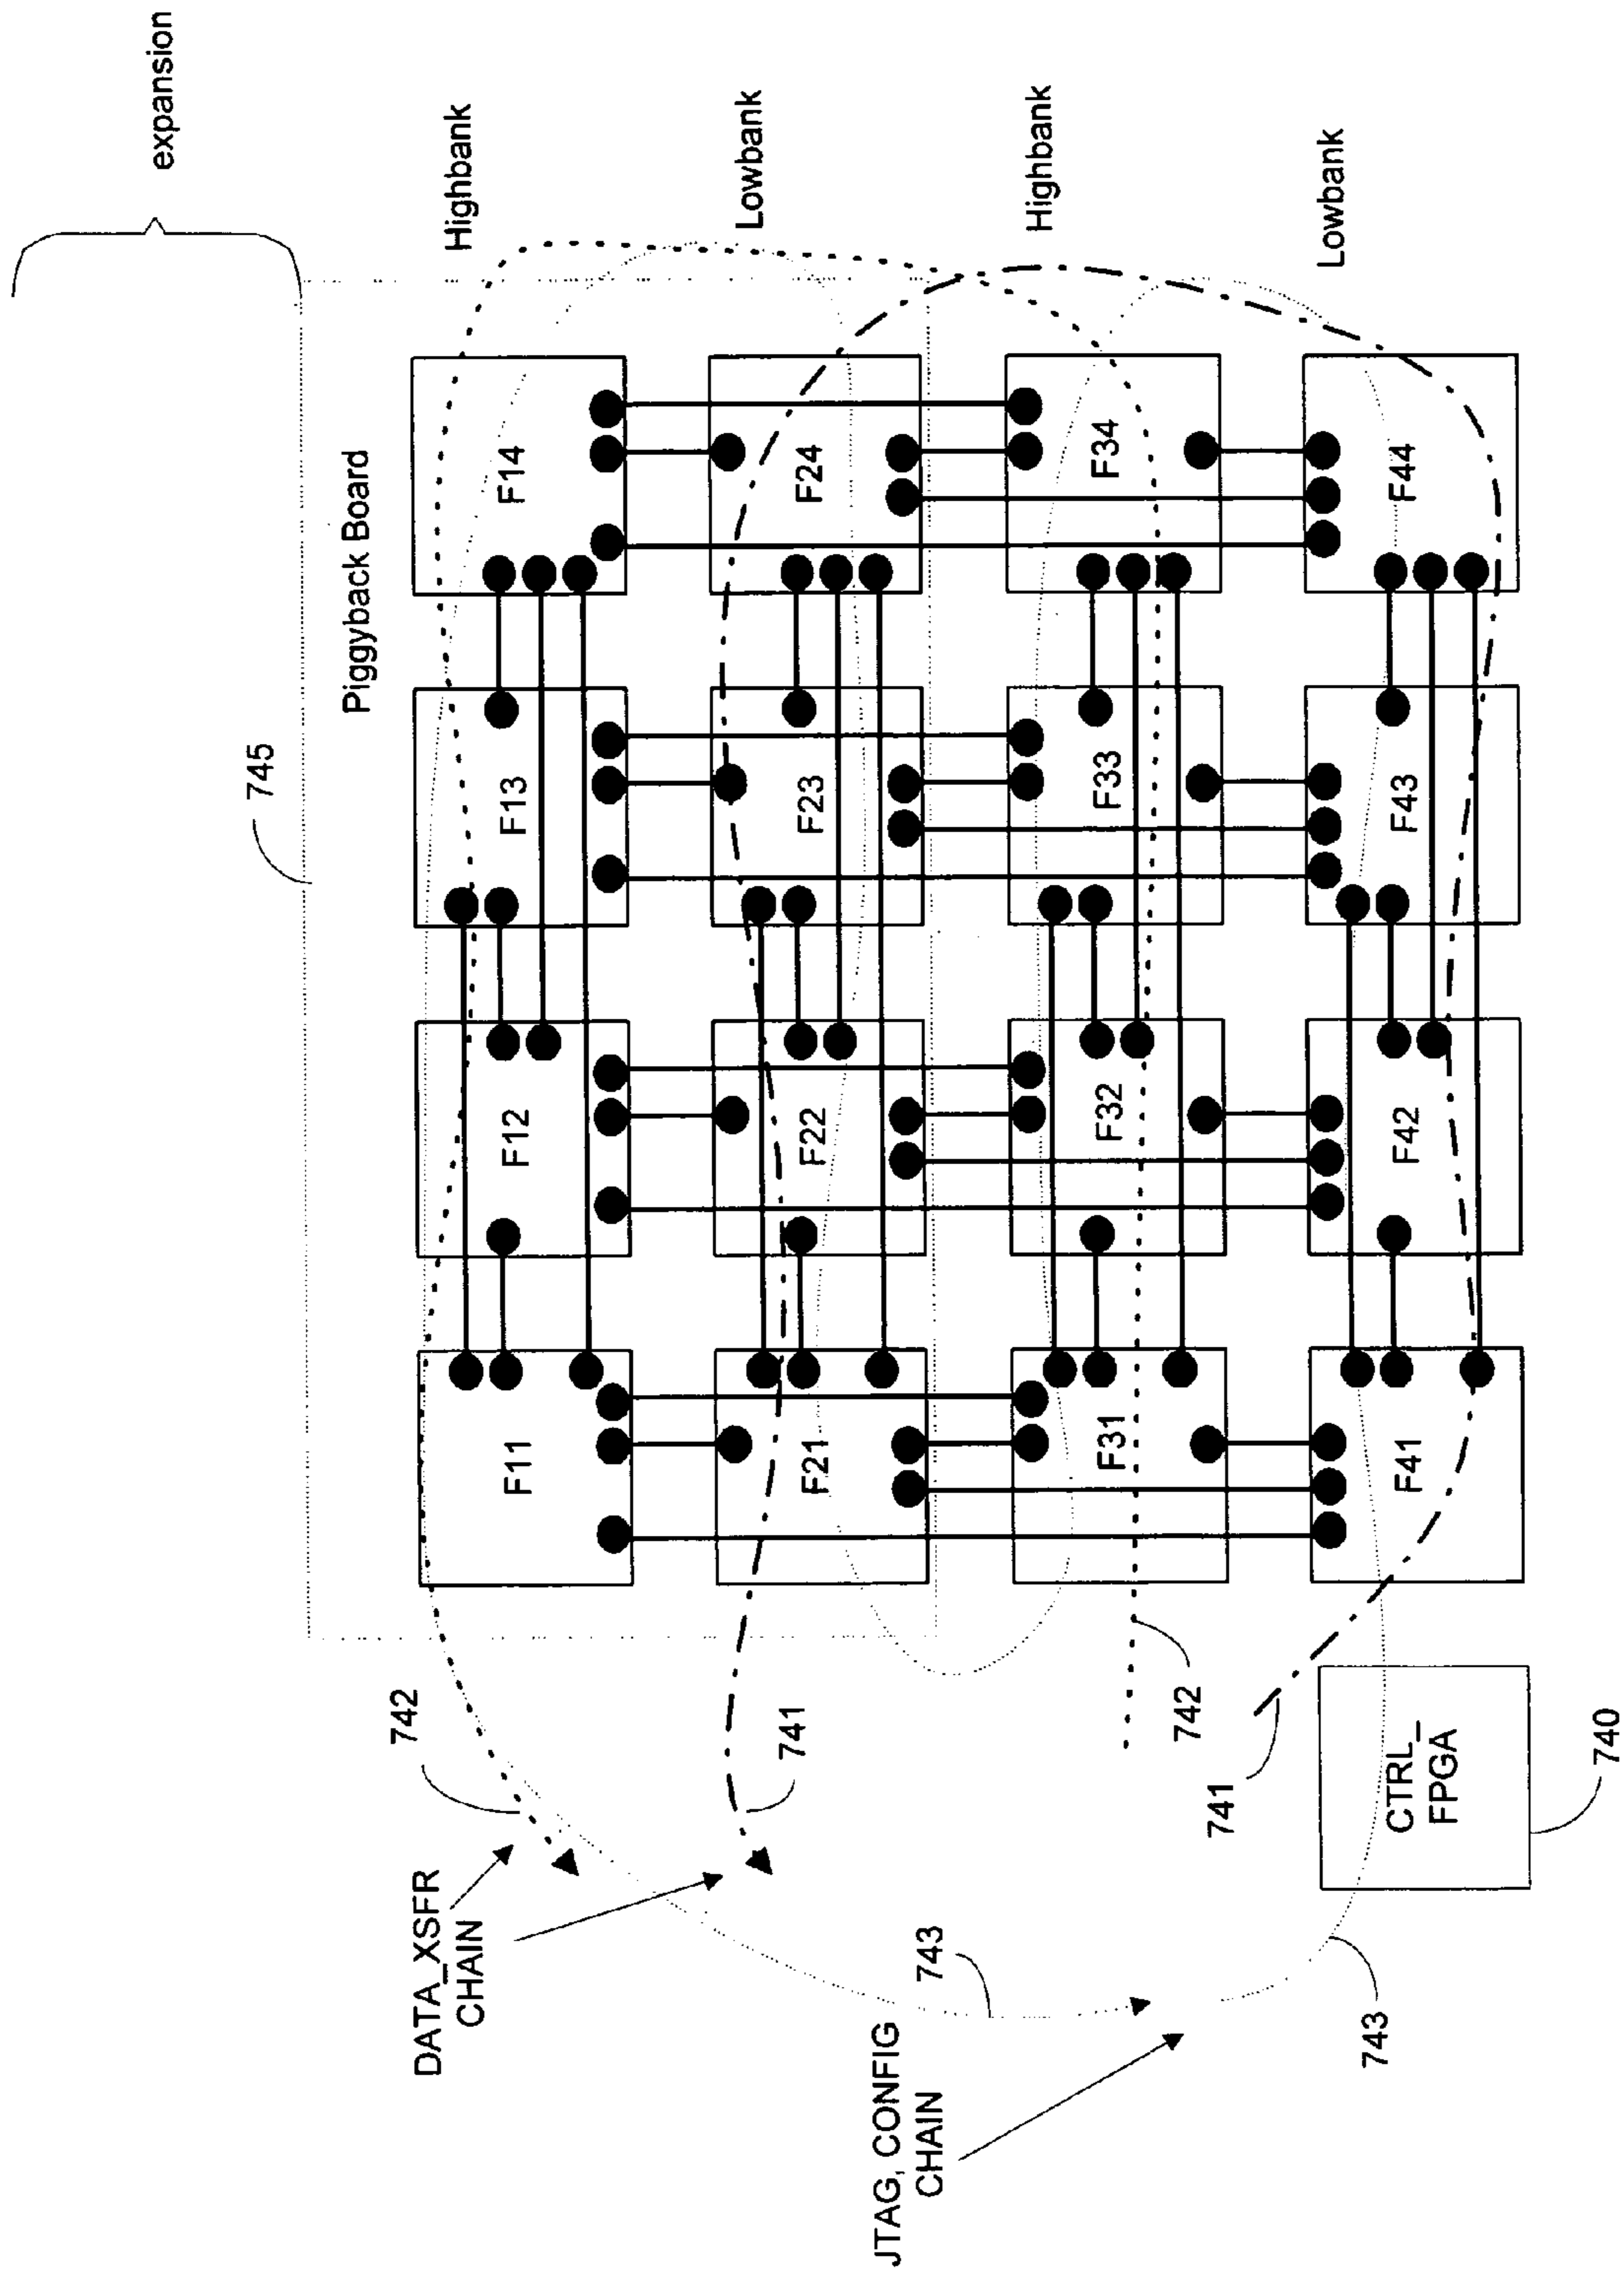 expansion
745
Piggyback Board
Highbank
Lowbank
Highbank
Lowbank
F11
F12
F13
F14
F21
F22
F23
F24
F31
F32
F33
F34
F41
F42
F43
F44
742
741
742
741
DATA_XSFR
CHAIN
743
JTAG, CONFIG
CHAIN
743
CTRL_
FPGA
740